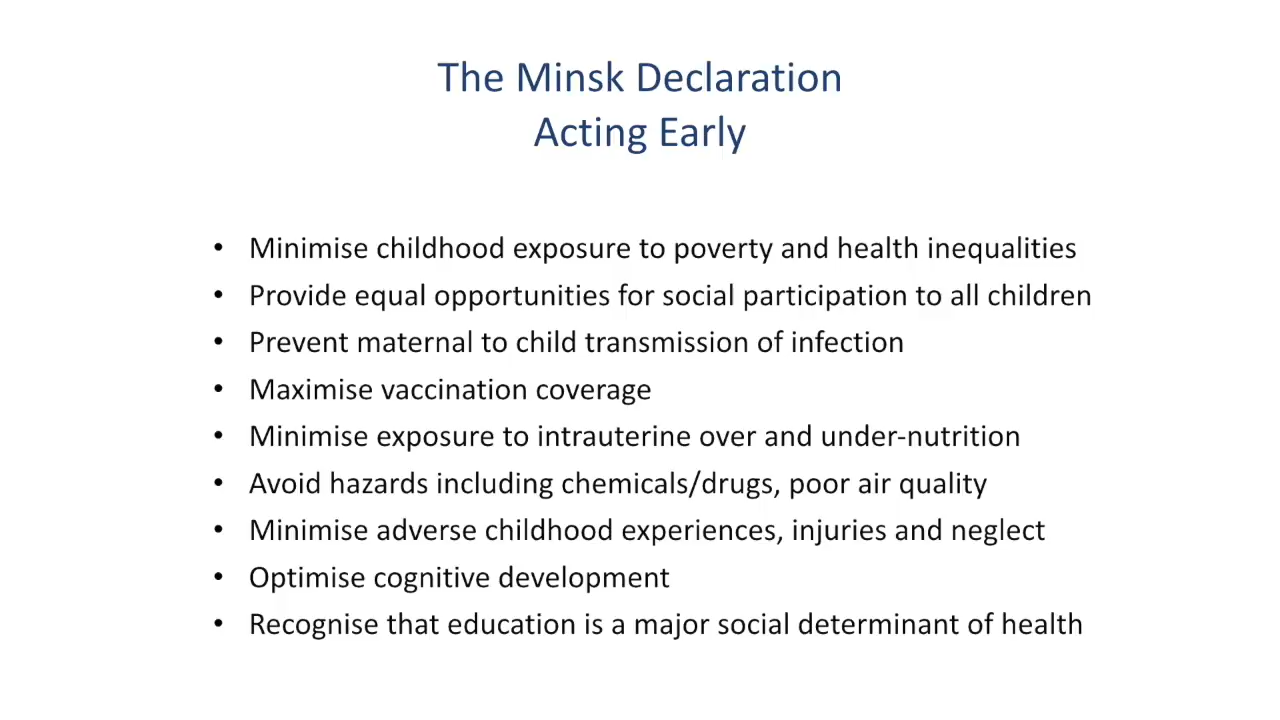 The Minsk Declaration
Acting Early
• Minimise childhood exposure to poverty and health inequalities
• Provide equal opportunities for social participation to all children
• Prevent maternal to child transmission of infection
• Maximise vaccination coverage
• Minimise exposure to intrauterine over and under-nutrition
• Avoid hazards including chemicals/drugs, poor air quality
• Minimise adverse childhood experiences, injuries and neglect
• Optimise cognitive development
• Recognise that education is a major social determinant of health